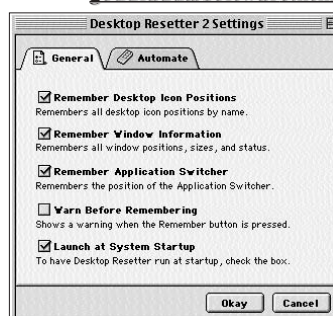 Desktop Resetter 2 Settings
General
Automate
Remember Desktop Icon Positions
Remembers all desktop icon positions by name.
Remember Window Information
Remembers all window positions, sizes, and status.
Remember Application Switcher
Remembers the position of the Application Switcher.
Warn Before Remembering
Shows a warning when the Remember button is pressed.
Launch at System Startup
To have Desktop Resetter run at startup, check the box.
Okay
Cancel